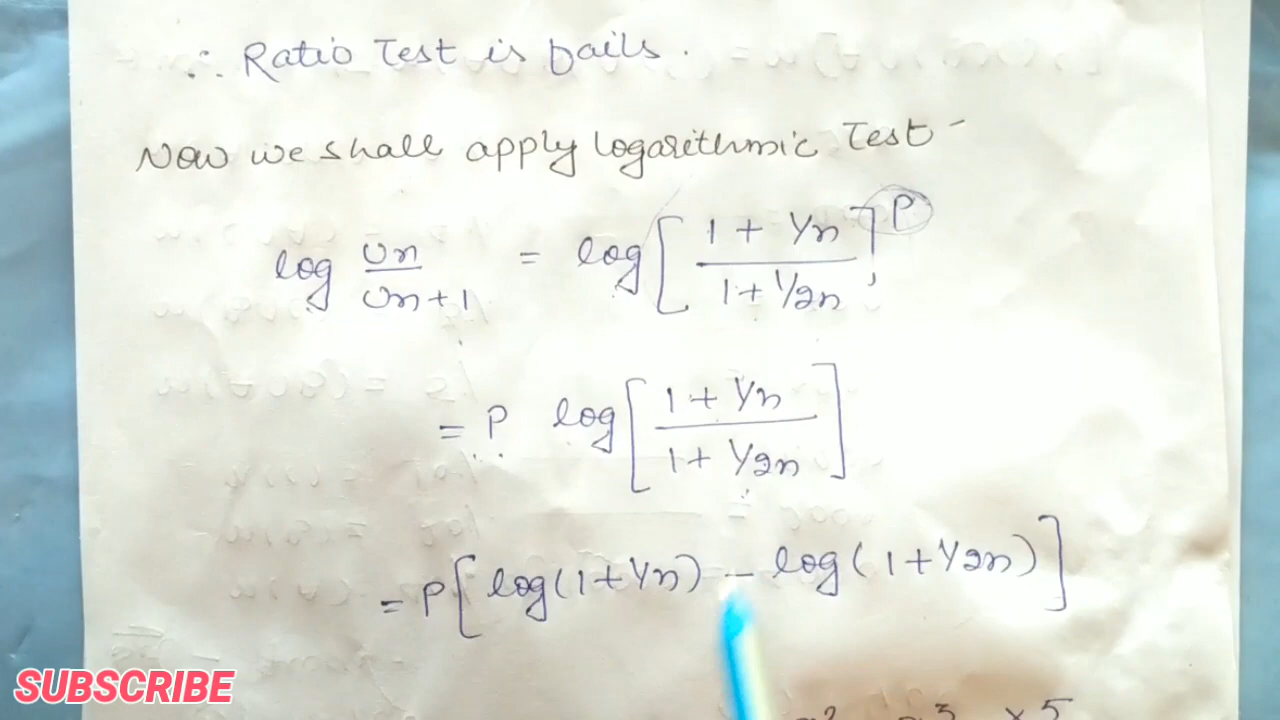 ∴ Ratio Test is fails.
Now we shall apply logarithmic Test -
log Un/Un+1 = log [ (1 + 1/n) / (1 + 1/2n) ]^P,
= P log [ (1 + 1/n) / (1 + 1/2n) ]
= P [ log(1 + 1/n) - log(1 + 1/2n) ]
SUBSCRIBE